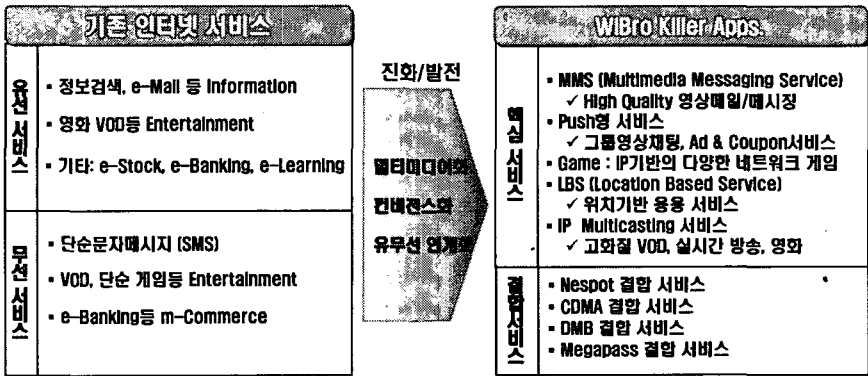 기존 인터넷 서비스
유선 서비스
▪ 정보검색, e-Mail 등 Information
▪ 영화 VOD등 Entertainment
▪ 기타: e-Stock, e-Banking, e-Learning
무선 서비스
▪ 단순문자메시지 (SMS)
▪ VOD, 단순 게임등 Entertainment
▪ e-Banking등 m-Commerce
진화/발전
멀티미디어화
컨버전스화
유무선 연계화
WiBro Killer Apps.
핵심 서비스
▪ MMS (Multimedia Messaging Service)
✓ High Quality 영상메일/메시징
▪ Push형 서비스
✓ 그룹영상채팅, Ad & Coupon서비스
▪ Game : IP기반의 다양한 네트워크 게임
▪ LBS (Location Based Service)
✓ 위치기반 응용 서비스
▪ IP Multicasting 서비스
✓ 고화질 VOD, 실시간 방송, 영화
결합서비스
▪ Nespot 결합 서비스
▪ CDMA 결합 서비스
▪ DMB 결합 서비스
▪ Megapass 결합 서비스